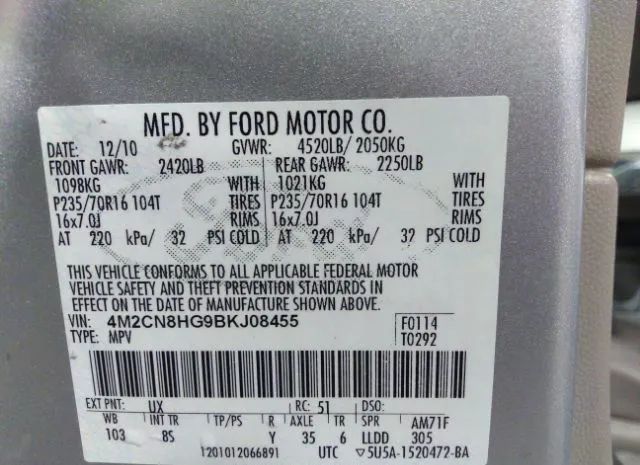 MFD. BY FORD MOTOR CO.
DATE: 12/10 GVWR: 4520LB/ 2050KG
FRONT GAWR: 2420LB REAR GAWR: 2250LB
1098KG WITH 1021KG WITH
P235/70R16 104T TIRES P235/70R16 104T TIRES
16x7.0J RIMS 16x7.0J RIMS
AT 220 kPa/ 32 PSI COLD AT 220 kPa/ 32 PSI COLD
THIS VEHICLE CONFORMS TO ALL APPLICABLE FEDERAL MOTOR
VEHICLE SAFETY AND THEFT PREVENTION STANDARDS IN
EFFECT ON THE DATE OF MANUFACTURE SHOWN ABOVE.
VIN: 4M2CN8HG9BKJ08455 F0114
TYPE: MPV T0292
EXT PNT: UX RC: 51 DSO:
WB INT TR TP/PS R AXLE TR SPR AM71F
103 8S Y 35 6 LLDD 305
1201012066891 UTC ▽5U5A-1520472-BA